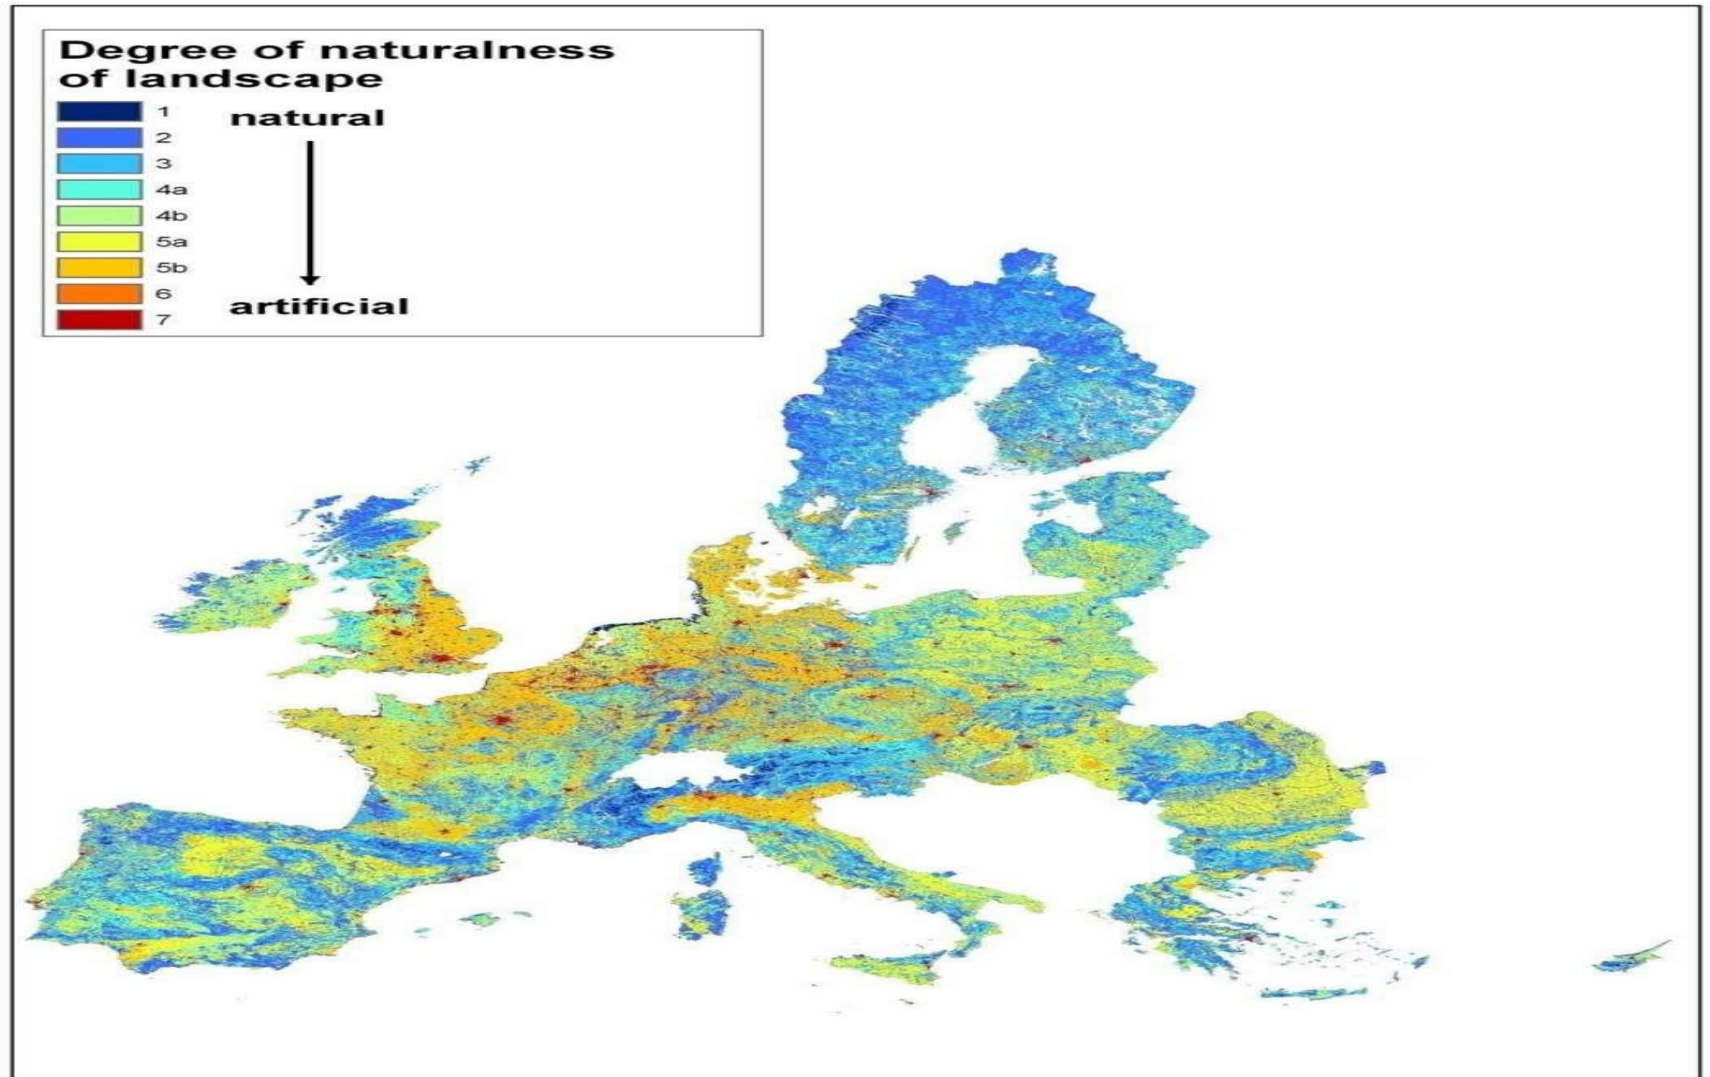 Degree of naturalness
of landscape
1
natural
2
3
4a
4b
5a
5b
6
artificial
7